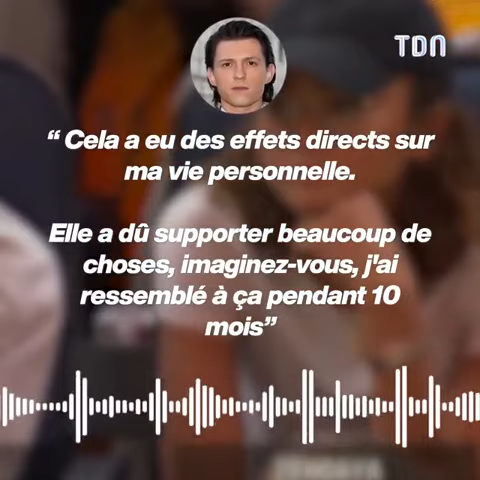 TDN
“ Cela a eu des effets directs sur
ma vie personnelle.
Elle a dû supporter beaucoup de
choses, imaginez-vous, j'ai
ressemblé à ça pendant 10
mois”